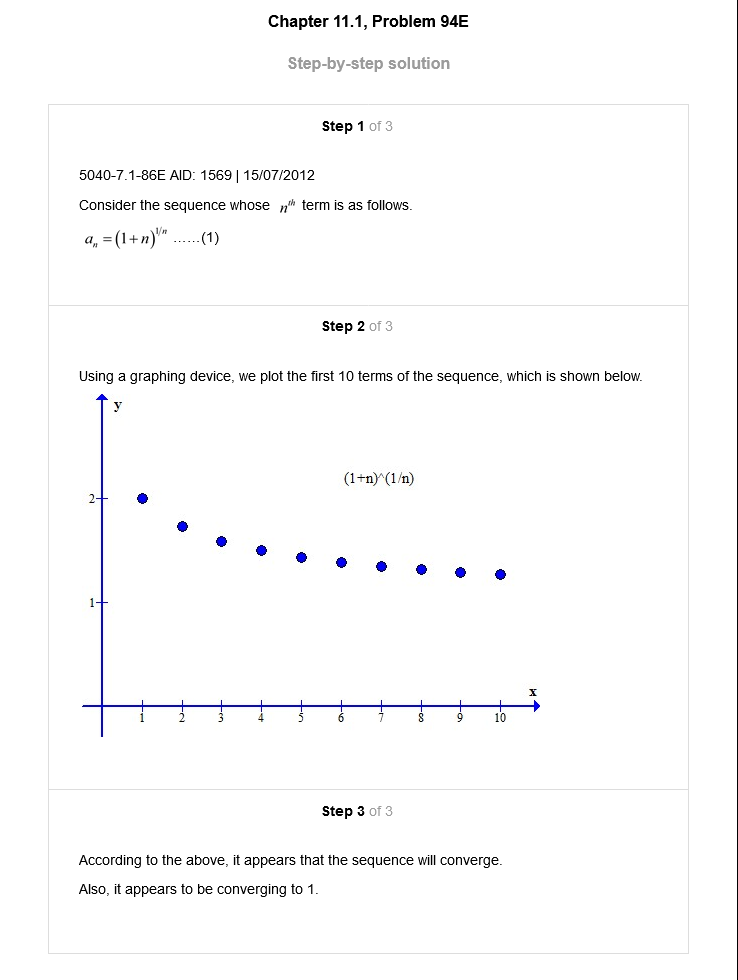 Chapter 11.1, Problem 94E
Step-by-step solution
Step 1 of 3
5040-7.1-86E AID: 1569 | 15/07/2012
Consider the sequence whose nᵗʰ term is as follows.
aₙ = (1+n)^{1/n} ......(1)
Step 2 of 3
Using a graphing device, we plot the first 10 terms of the sequence, which is shown below.
y
(1+n)^(1/n)
2
1
x
1 2 3 4 5 6 7 8 9 10
Step 3 of 3
According to the above, it appears that the sequence will converge.
Also, it appears to be converging to 1.